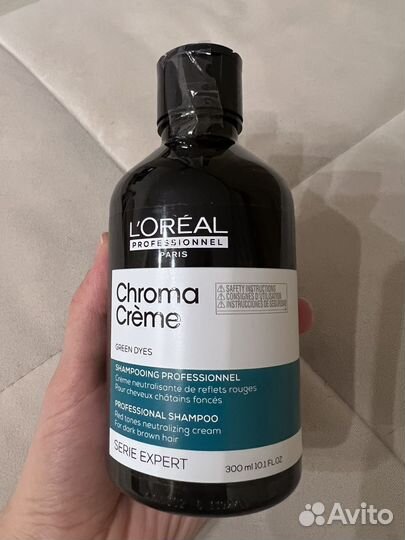 L'ORÉAL
PROFESSIONNEL
PARIS
Chroma
Crème
SAFETY INSTRUCTIONS
CONSIGNES D'UTILISATION
INSTRUCCIONES DE SEGURIDAD
GREEN DYES
SHAMPOOING PROFESSIONNEL
Crème neutralisante de reflets rouges
Pour cheveux châtains foncés
PROFESSIONAL SHAMPOO
Red tones neutralizing cream
For dark brown hair
SERIE EXPERT
300 ml 10.1 FL.OZ
Avito